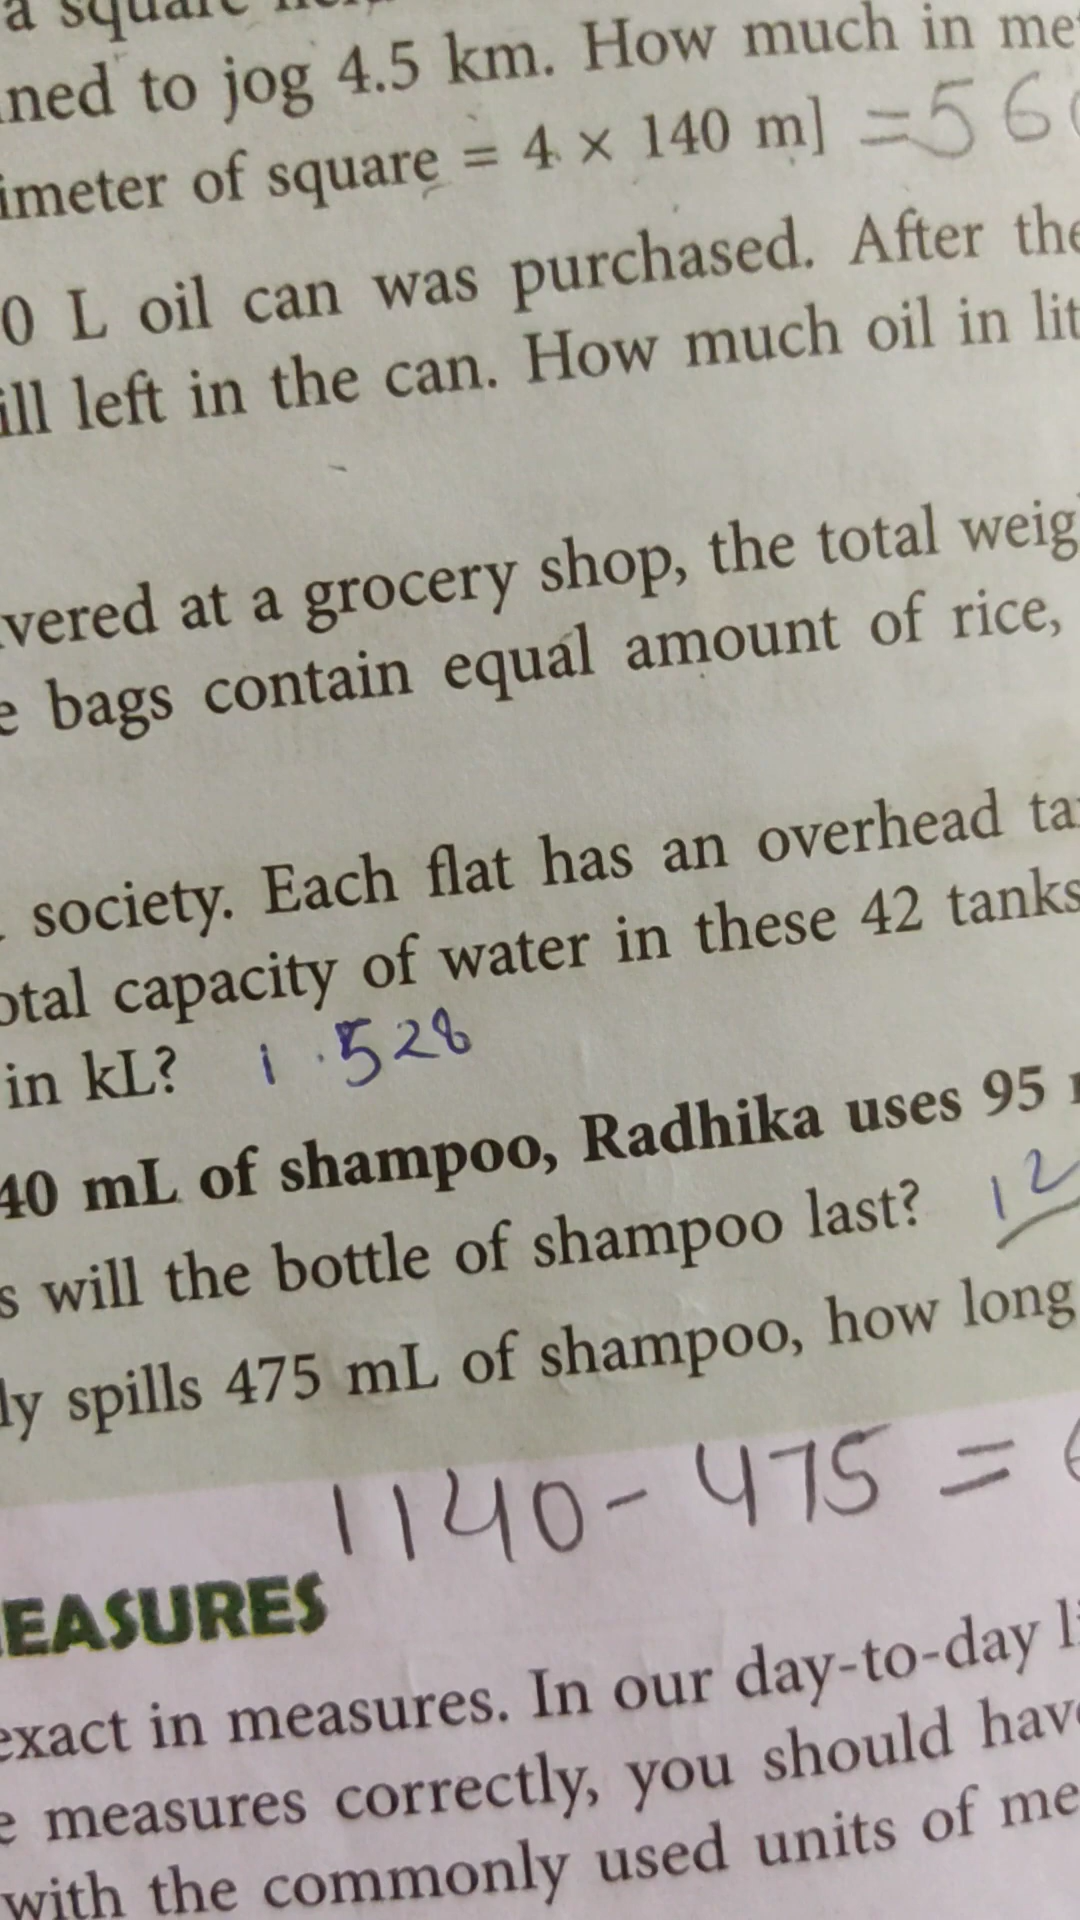 a square
ned to jog 4.5 km. How much in me
imeter of square = 4 × 140 m] =56
0 L oil can was purchased. After the
ill left in the can. How much oil in lit
vered at a grocery shop, the total weig
e bags contain equal amount of rice,
society. Each flat has an overhead ta
otal capacity of water in these 42 tanks
in kL? 1.528
40 mL of shampoo, Radhika uses 95
s will the bottle of shampoo last? 12
ly spills 475 mL of shampoo, how long
1140-475 =
EASURES
exact in measures. In our day-to-day li
e measures correctly, you should have
with the commonly used units of me